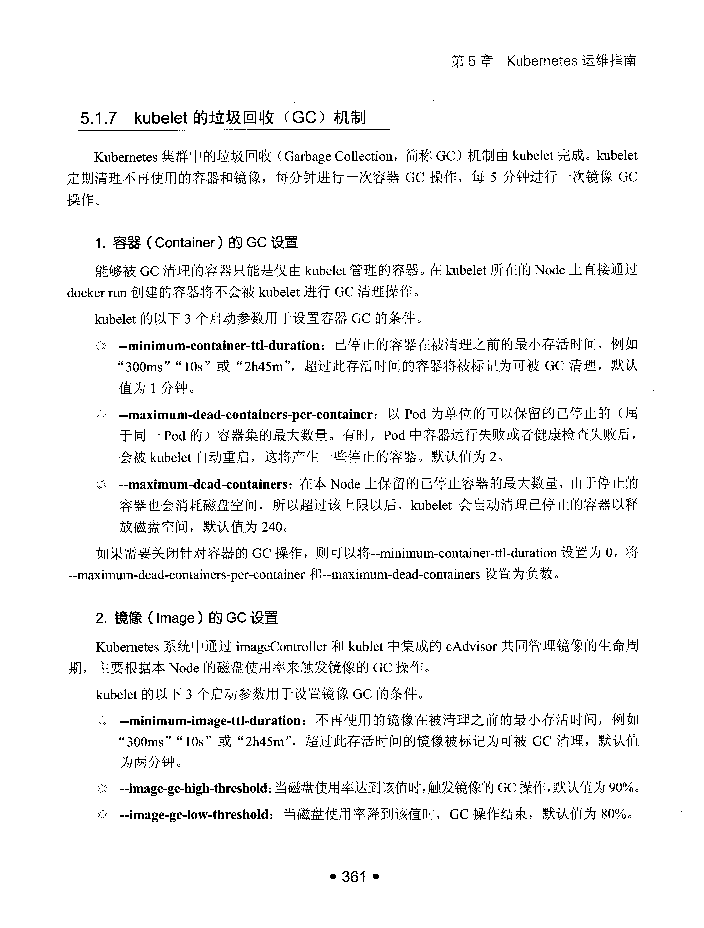 第 5 章 Kubernetes 运维指南
5.1.7 kubelet 的垃圾回收（GC）机制
Kubernetes 集群中的垃圾回收（Garbage Collection，简称 GC）机制由 kubelet 完成。kubelet
定期清理不再使用的容器和镜像，每分钟进行一次容器 GC 操作，每 5 分钟进行一次镜像 GC
操作。
1. 容器（Container）的 GC 设置
能够被 GC 清理的容器只能是仅由 kubelet 管理的容器。在 kubelet 所在的 Node 上直接通过
docker run 创建的容器将不会被 kubelet 进行 GC 清理操作。
kubelet 的以下 3 个启动参数用于设置容器 GC 的条件。
--minimum-container-ttl-duration：已停止的容器在被清理之前的最小存活时间，例如
“300ms”“10s” 或 “2h45m”，超过此存活时间的容器将被标记为可被 GC 清理，默认
值为 1 分钟。
--maximum-dead-containers-per-container：以 Pod 为单位的可以保留的已停止的（属
于同一 Pod 的）容器集的最大数量。有时，Pod 中容器运行失败或者健康检查失败后，
会被 kubelet 自动重启，这将产生一些停止的容器。默认值为 2。
--maximum-dead-containers：在本 Node 上保留的已停止容器的最大数量，由于停止的
容器也会消耗磁盘空间，所以超过该上限以后，kubelet 会自动清理已停止的容器以释
放磁盘空间，默认值为 240。
如果需要关闭针对容器的 GC 操作，则可以将--minimum-container-ttl-duration 设置为 0，将
--maximum-dead-containers-per-container 和--maximum-dead-containers 设置为负数。
2. 镜像（Image）的 GC 设置
Kubernetes 系统中通过 imageController 和 kublet 中集成的 cAdvisor 共同管理镜像的生命周
期，主要根据本 Node 的磁盘使用率来触发镜像的 GC 操作。
kubelet 的以下 3 个启动参数用于设置镜像 GC 的条件。
--minimum-image-ttl-duration：不再使用的镜像在被清理之前的最小存活时间，例如
“300ms”“10s” 或 “2h45m”，超过此存活时间的镜像被标记为可被 GC 清理，默认值
为两分钟。
--image-gc-high-threshold：当磁盘使用率达到该值时，触发镜像的 GC 操作，默认值为 90%。
--image-gc-low-threshold：当磁盘使用率降到该值时，GC 操作结束，默认值为 80%。
• 361 •